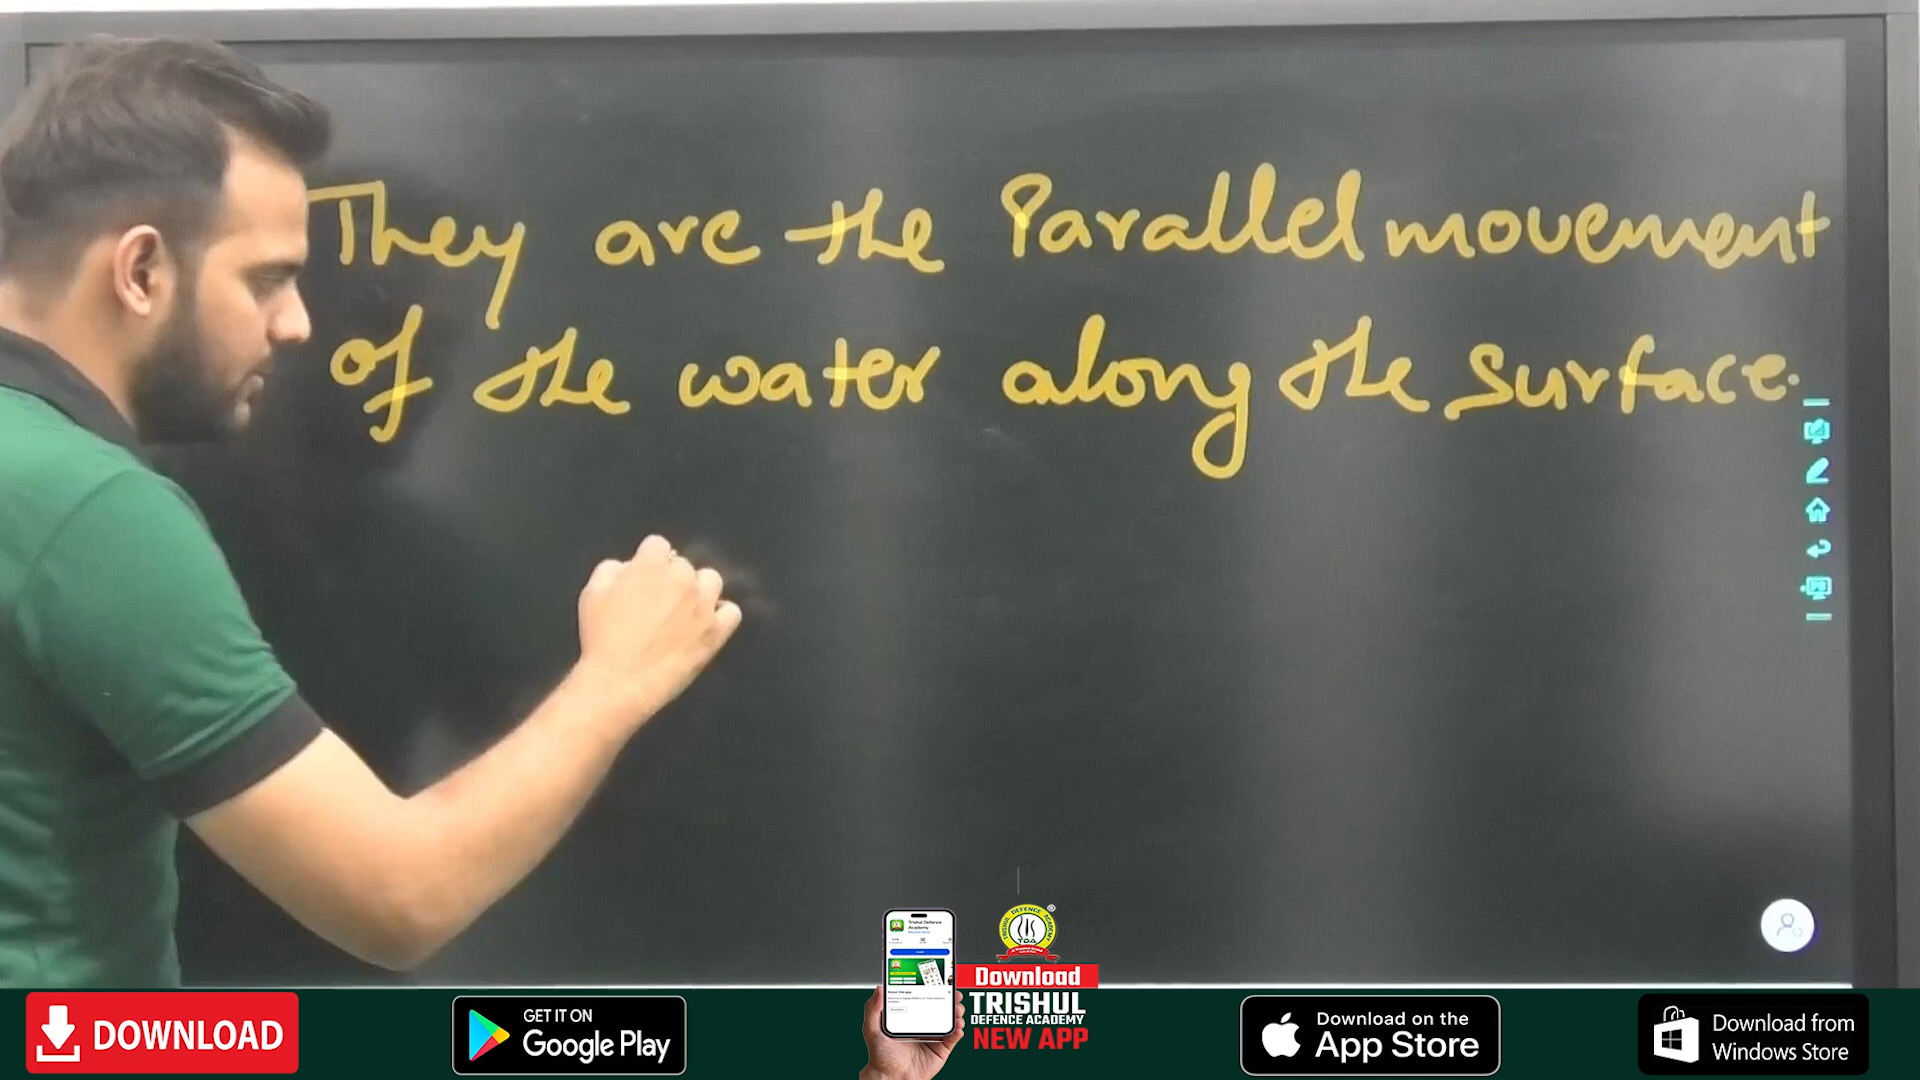 They are the Parallel movement
of the water along the surface.
Download
TRISHUL
DEFENCE ACADEMY
NEW APP
DOWNLOAD
GET IT ON
Google Play
Download on the
App Store
Download from
Windows Store